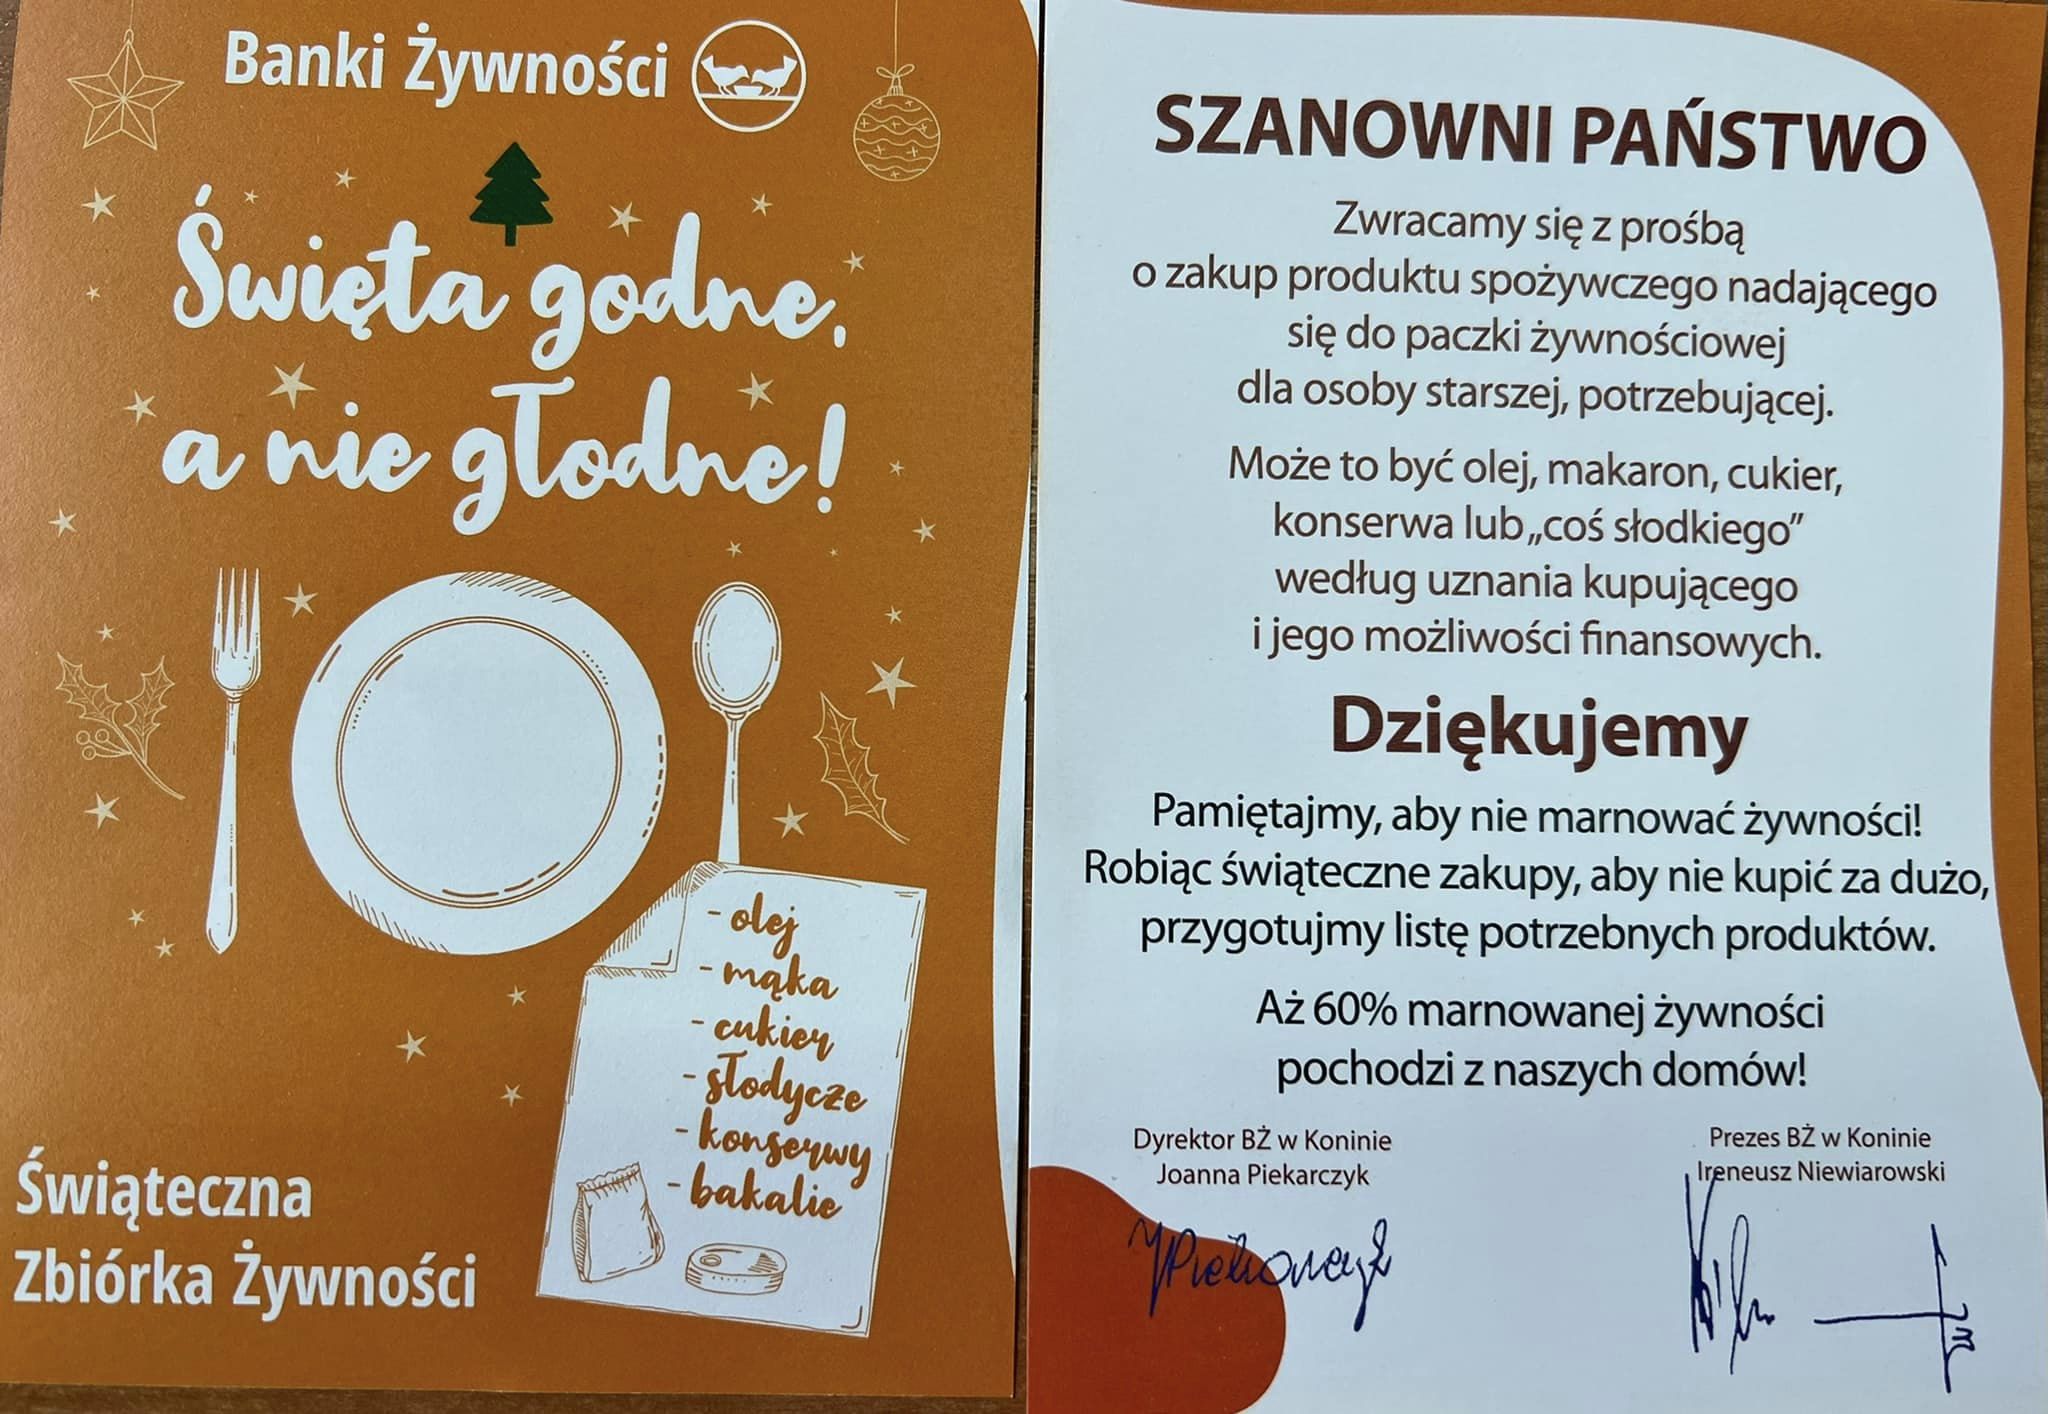 Banki Żywności
Święta godne,
a nie głodne!
- olej
- mąka
- cukier
- słodycze
- konserwy
- bakalie
Świąteczna
Zbiórka Żywności
SZANOWNI PAŃSTWO
Zwracamy się z prośbą
o zakup produktu spożywczego nadającego
się do paczki żywnościowej
dla osoby starszej, potrzebującej.
Może to być olej, makaron, cukier,
konserwa lub „coś słodkiego”
według uznania kupującego
i jego możliwości finansowych.
Dziękujemy
Pamiętajmy, aby nie marnować żywności!
Robiąc świąteczne zakupy, aby nie kupić za dużo,
przygotujmy listę potrzebnych produktów.
Aż 60% marnowanej żywności
pochodzi z naszych domów!
Dyrektor BŻ w Koninie
Joanna Piekarczyk
Prezes BŻ w Koninie
Ireneusz Niewiarowski